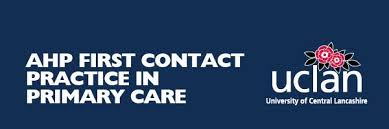 AHP FIRST CONTACT
PRACTICE IN
PRIMARY CARE
uclan
University of Central Lancashire